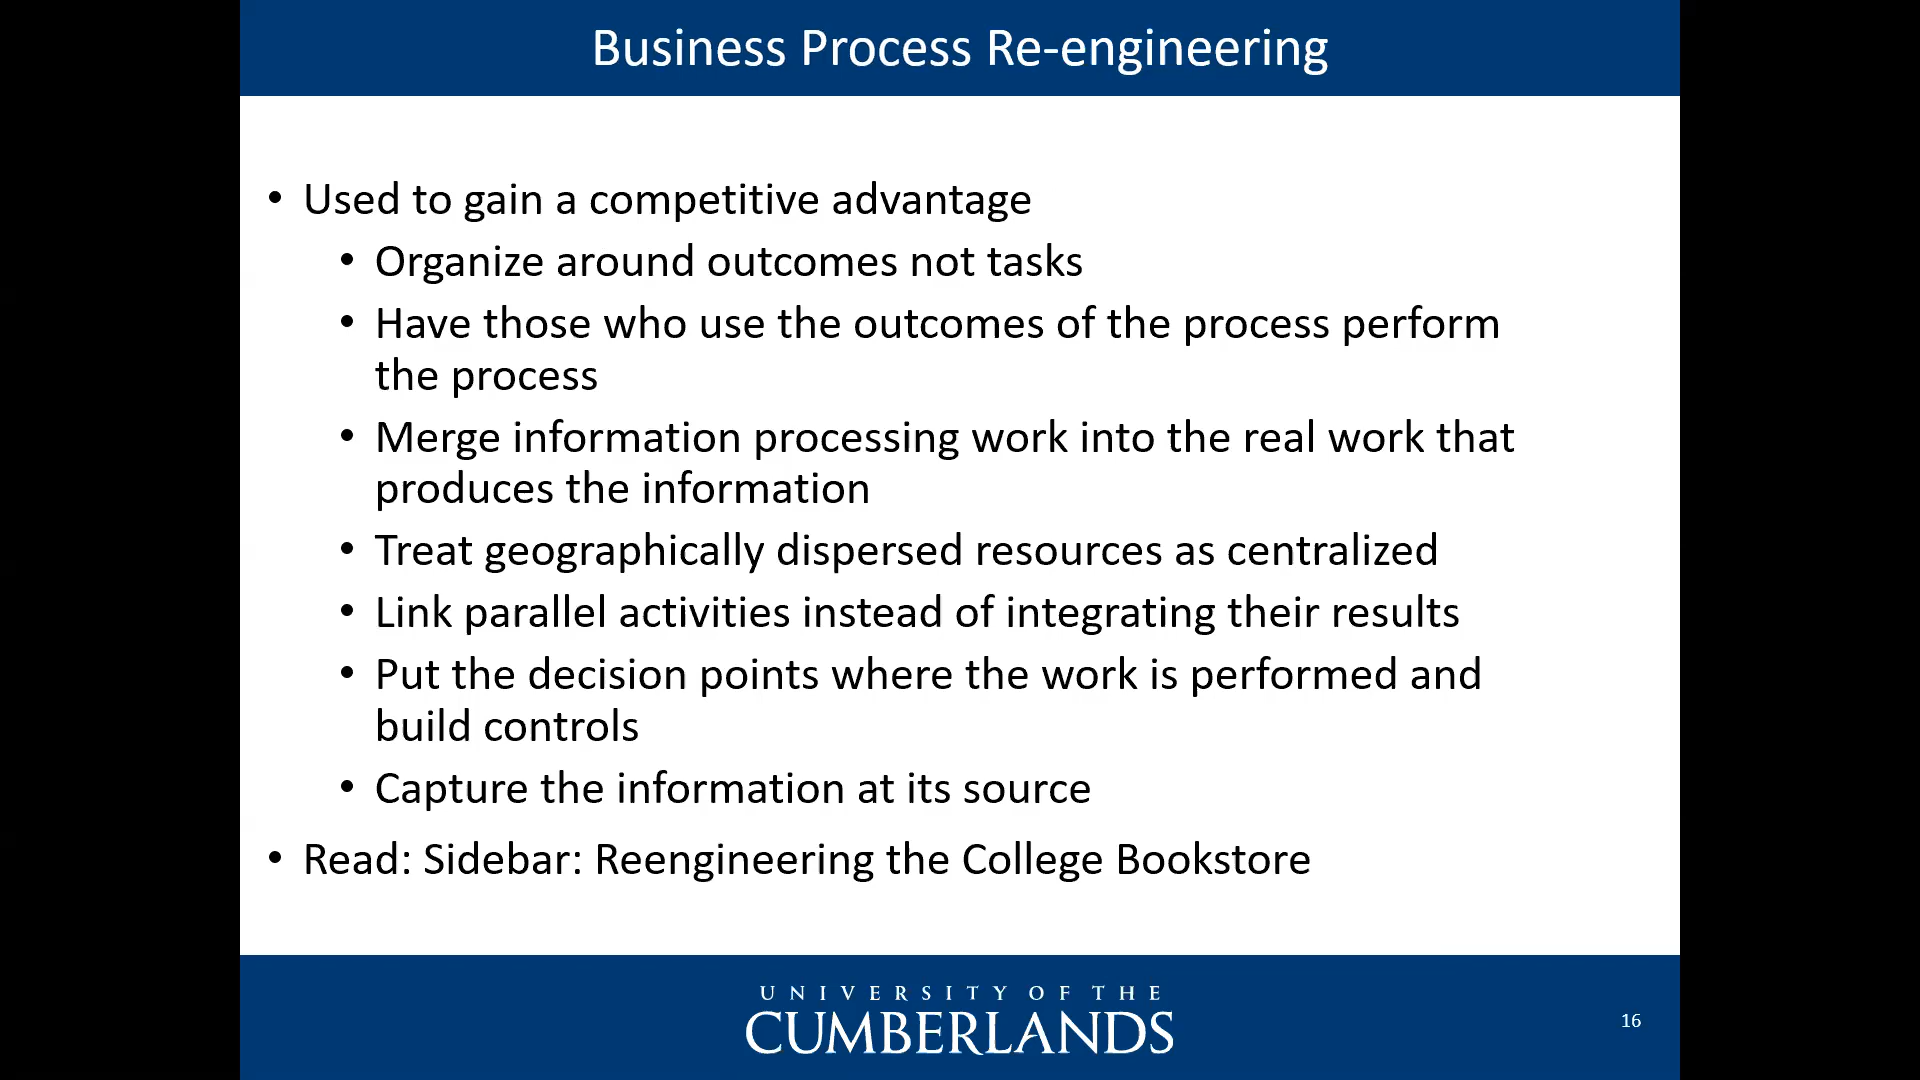 Business Process Re-engineering
• Used to gain a competitive advantage
• Organize around outcomes not tasks
• Have those who use the outcomes of the process perform
the process
• Merge information processing work into the real work that
produces the information
• Treat geographically dispersed resources as centralized
• Link parallel activities instead of integrating their results
• Put the decision points where the work is performed and
build controls
• Capture the information at its source
• Read: Sidebar: Reengineering the College Bookstore
UNIVERSITY OF THE
CUMBERLANDS
16